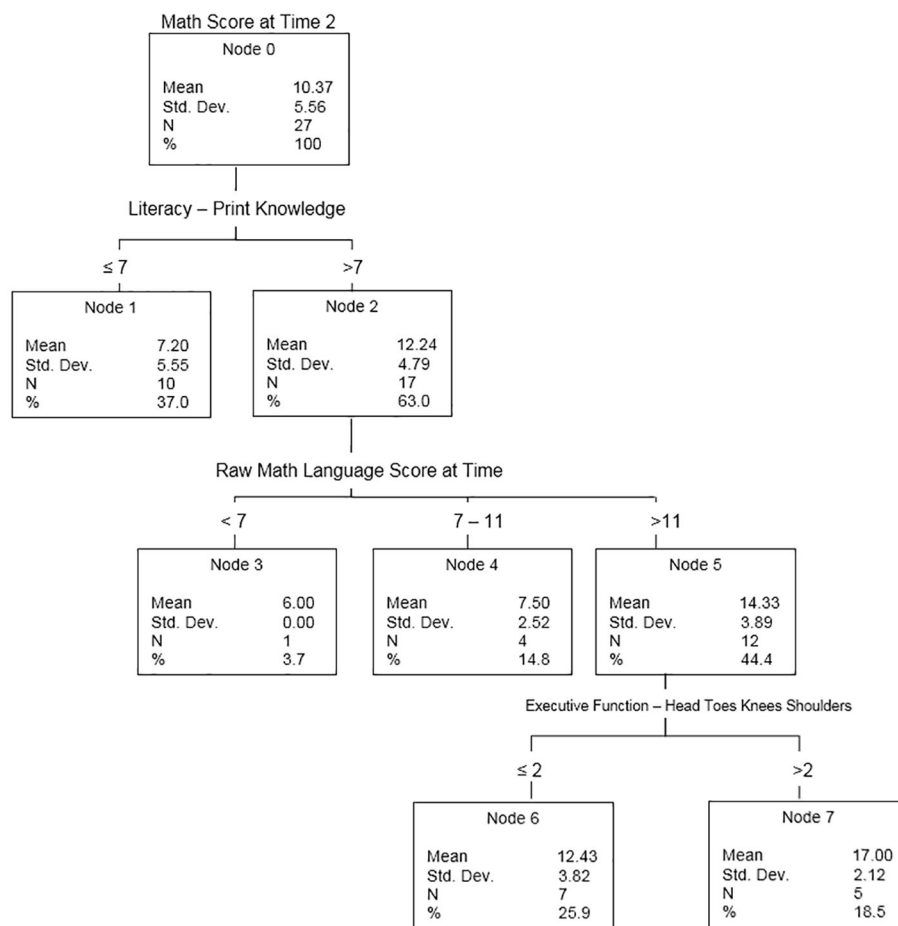 Math Score at Time 2
Node 0
Mean 10.37
Std. Dev. 5.56
N 27
% 100
Literacy – Print Knowledge
≤ 7 >7
Node 1
Mean 7.20
Std. Dev. 5.55
N 10
% 37.0
Node 2
Mean 12.24
Std. Dev. 4.79
N 17
% 63.0
Raw Math Language Score at Time
< 7 7 – 11 >11
Node 3
Mean 6.00
Std. Dev. 0.00
N 1
% 3.7
Node 4
Mean 7.50
Std. Dev. 2.52
N 4
% 14.8
Node 5
Mean 14.33
Std. Dev. 3.89
N 12
% 44.4
Executive Function – Head Toes Knees Shoulders
≤ 2 >2
Node 6
Mean 12.43
Std. Dev. 3.82
N 7
% 25.9
Node 7
Mean 17.00
Std. Dev. 2.12
N 5
% 18.5